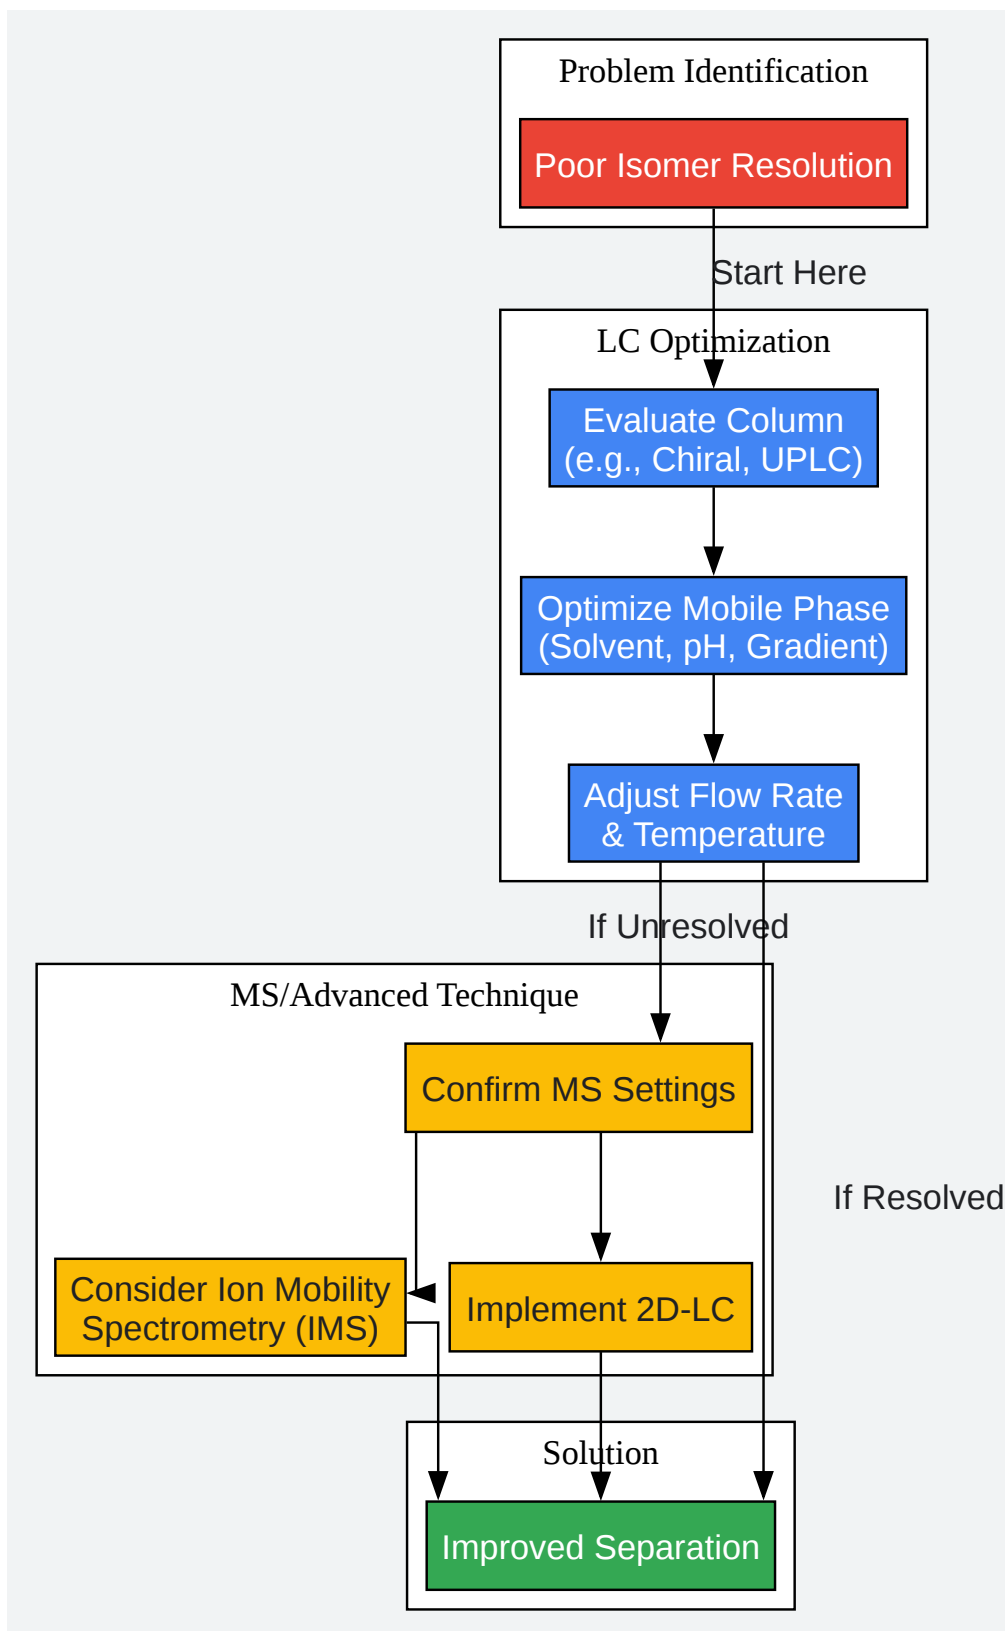 Problem Identification
Poor Isomer Resolution
Start Here
LC Optimization
Evaluate Column
(e.g., Chiral, UPLC)
Optimize Mobile Phase
(Solvent, pH, Gradient)
Adjust Flow Rate
& Temperature
If Unresolved
MS/Advanced Technique
Confirm MS Settings
If Resolved
Consider Ion Mobility
Spectrometry (IMS)
Implement 2D-LC
Solution
Improved Separation